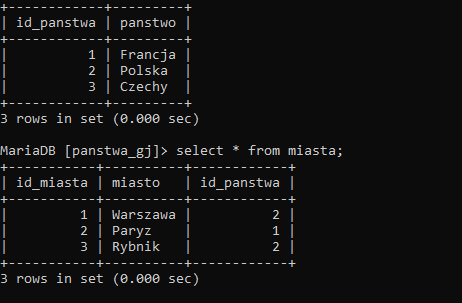 +------------+---------+
| id_panstwa | panstwo |
+------------+---------+
|          1 | Francja |
|          2 | Polska  |
|          3 | Czechy  |
+------------+---------+
3 rows in set (0.000 sec)

MariaDB [panstwa_gj]> select * from miasta;
+-----------+----------+------------+
| id_miasta | miasto   | id_panstwa |
+-----------+----------+------------+
|         1 | Warszawa |          2 |
|         2 | Paryz    |          1 |
|         3 | Rybnik   |          2 |
+-----------+----------+------------+
3 rows in set (0.000 sec)